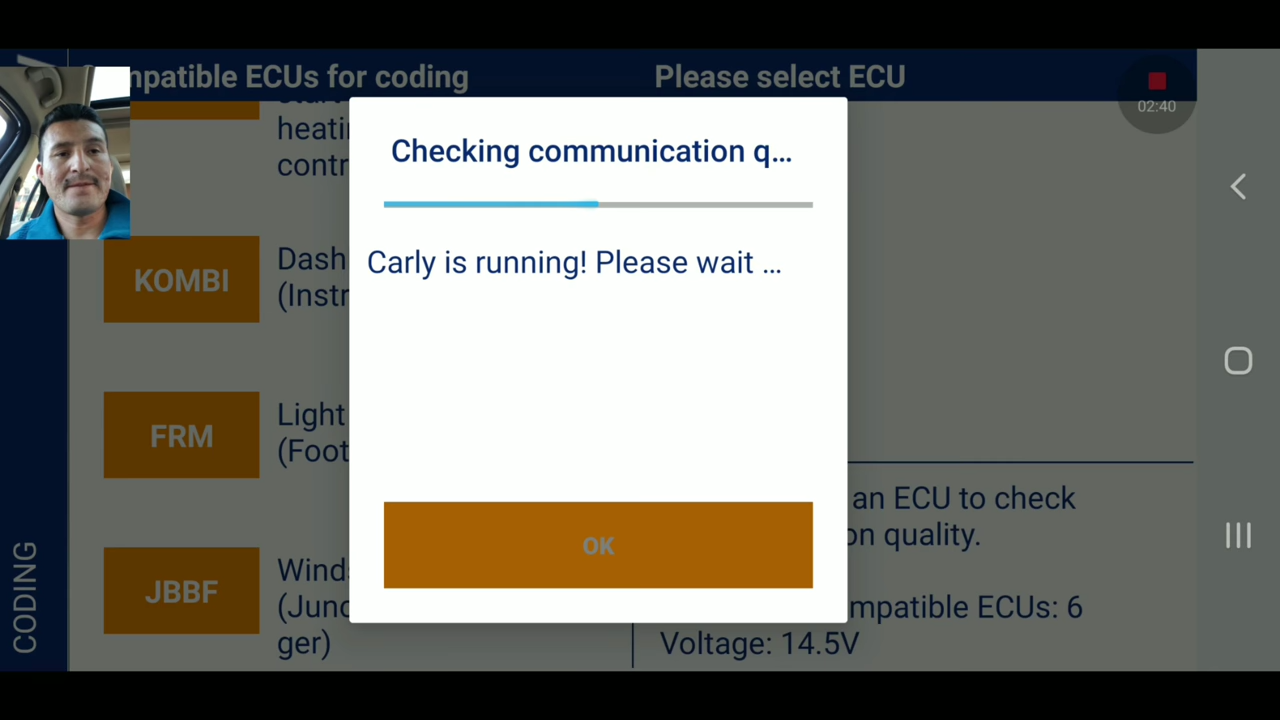 mpatible ECUs for coding
Please select ECU
02:40
heati
contr
Checking communication q...
Carly is running! Please wait ...
KOMBI
Dash
(Instr
FRM
Light
(Foot
OK
an ECU to check
on quality.
JBBF
Wind
(Junc
ger)
mpatible ECUs: 6
Voltage: 14.5V
CODING